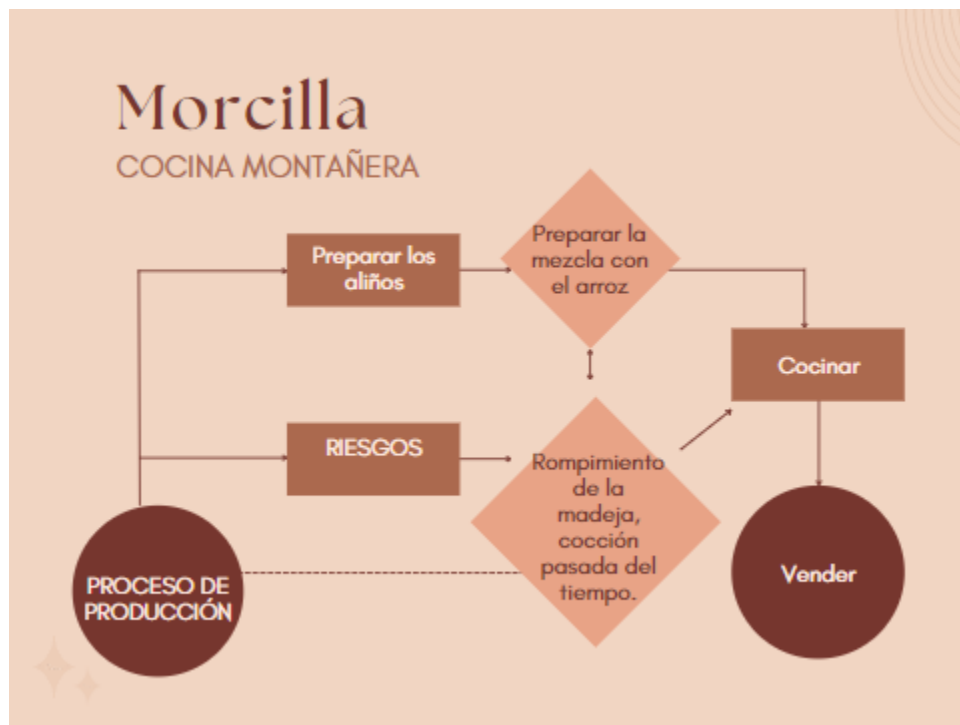 Morcilla
COCINA MONTAÑERA
Preparar los
aliños
Preparar la
mezcla con
el arroz
Cocinar
RIESGOS
Rompimiento
de la
madeja,
cocción
pasada del
tiempo.
PROCESO DE
PRODUCCIÓN
Vender